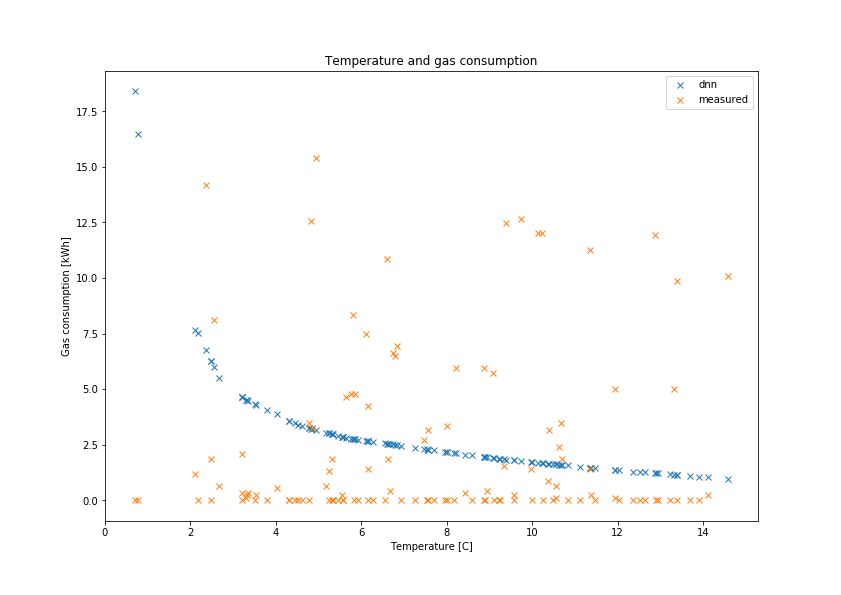 Temperature and gas consumption
dnn
measured
Gas consumption [kWh]
17.5
15.0
12.5
10.0
7.5
5.0
2.5
0.0
0 2 4 6 8 10 12 14
Temperature [C]